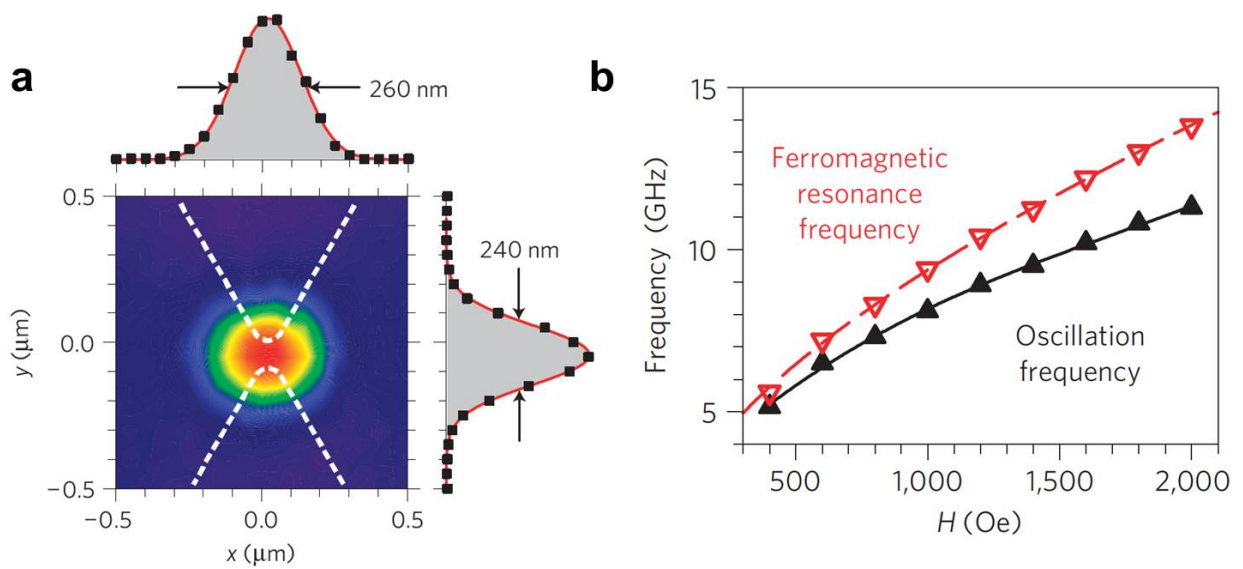 a
260 nm
240 nm
0.5
0.0
−0.5
y (μm)
−0.5
0.0
0.5
x (μm)
b
15
10
5
Frequency (GHz)
Ferromagnetic
resonance
frequency
Oscillation
frequency
500
1,000
1,500
2,000
H (Oe)